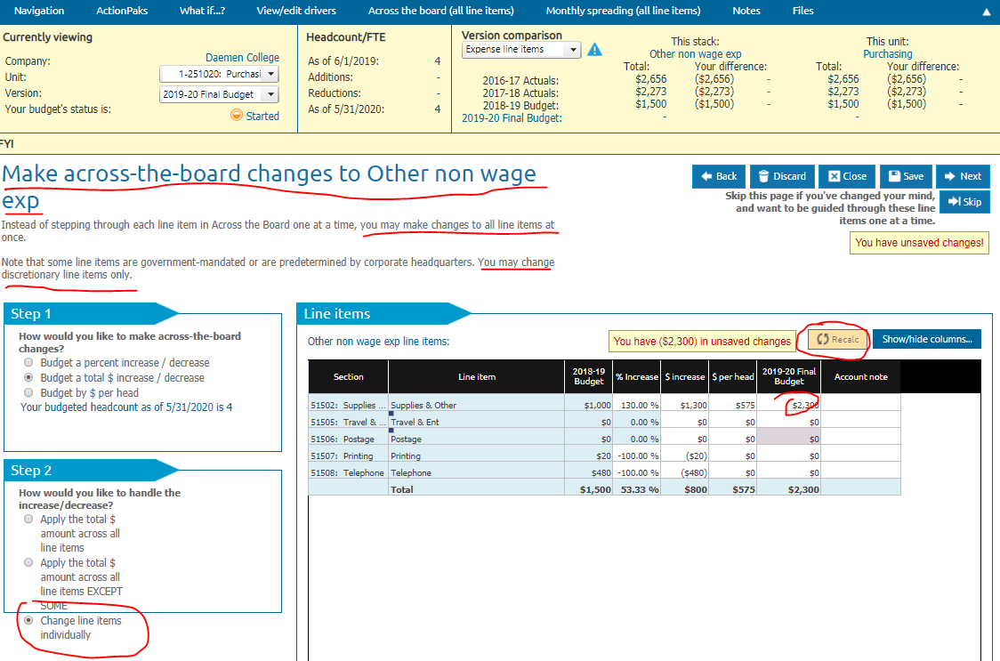 Navigation ActionPaks What if...? View/edit drivers Across the board (all line items) Monthly spreading (all line items) Notes Files
Currently viewing
Company: Daemen College
Unit: 1-251020: Purchasi
Version: 2019-20 Final Budget
Your budget's status is: Started
Headcount/FTE
As of 6/1/2019: 4
Additions: -
Reductions: -
As of 5/31/2020: 4
Version comparison
Expense line items
This stack: This unit:
Other non wage exp Purchasing
Total: Your difference: Total: Your difference:
2016-17 Actuals: $2,656 ($2,656) - $2,656 ($2,656) -
2017-18 Actuals: $2,273 ($2,273) - $2,273 ($2,273) -
2018-19 Budget: $1,500 ($1,500) - $1,500 ($1,500) -
2019-20 Final Budget: - -
FYI
Make across-the-board changes to Other non wage
exp
Back Discard Close Save Next
Skip this page if you've changed your mind,
and want to be guided through these line
items one at a time.
Skip
You have unsaved changes!
Instead of stepping through each line item in Across the Board one at a time, you may make changes to all line items at
once.
Note that some line items are government-mandated or are predetermined by corporate headquarters. You may change
discretionary line items only.
Step 1
How would you like to make across-the-board
changes?
Budget a percent increase / decrease
Budget a total $ increase / decrease
Budget by $ per head
Your budgeted headcount as of 5/31/2020 is 4
Step 2
How would you like to handle the
increase/decrease?
Apply the total $
amount across all
line items
Apply the total $
amount across all
line items EXCEPT
SOME
Change line items
individually
Line items
Other non wage exp line items:
You have ($2,300) in unsaved changes
Recalc
Show/hide columns...
Section Line item 2018-19 Budget % Increase $ increase $ per head 2019-20 Final Budget Account note
51502: Supplies ... Supplies & Other $1,000 130.00 % $1,300 $575 $2,300
51505: Travel & ... Travel & Ent $0 0.00 % $0 $0 $0
51506: Postage Postage $0 0.00 % $0 $0 $0
51507: Printing Printing $20 -100.00 % ($20) $0 $0
51508: Telephone Telephone $480 -100.00 % ($480) $0 $0
Total $1,500 53.33 % $800 $575 $2,300